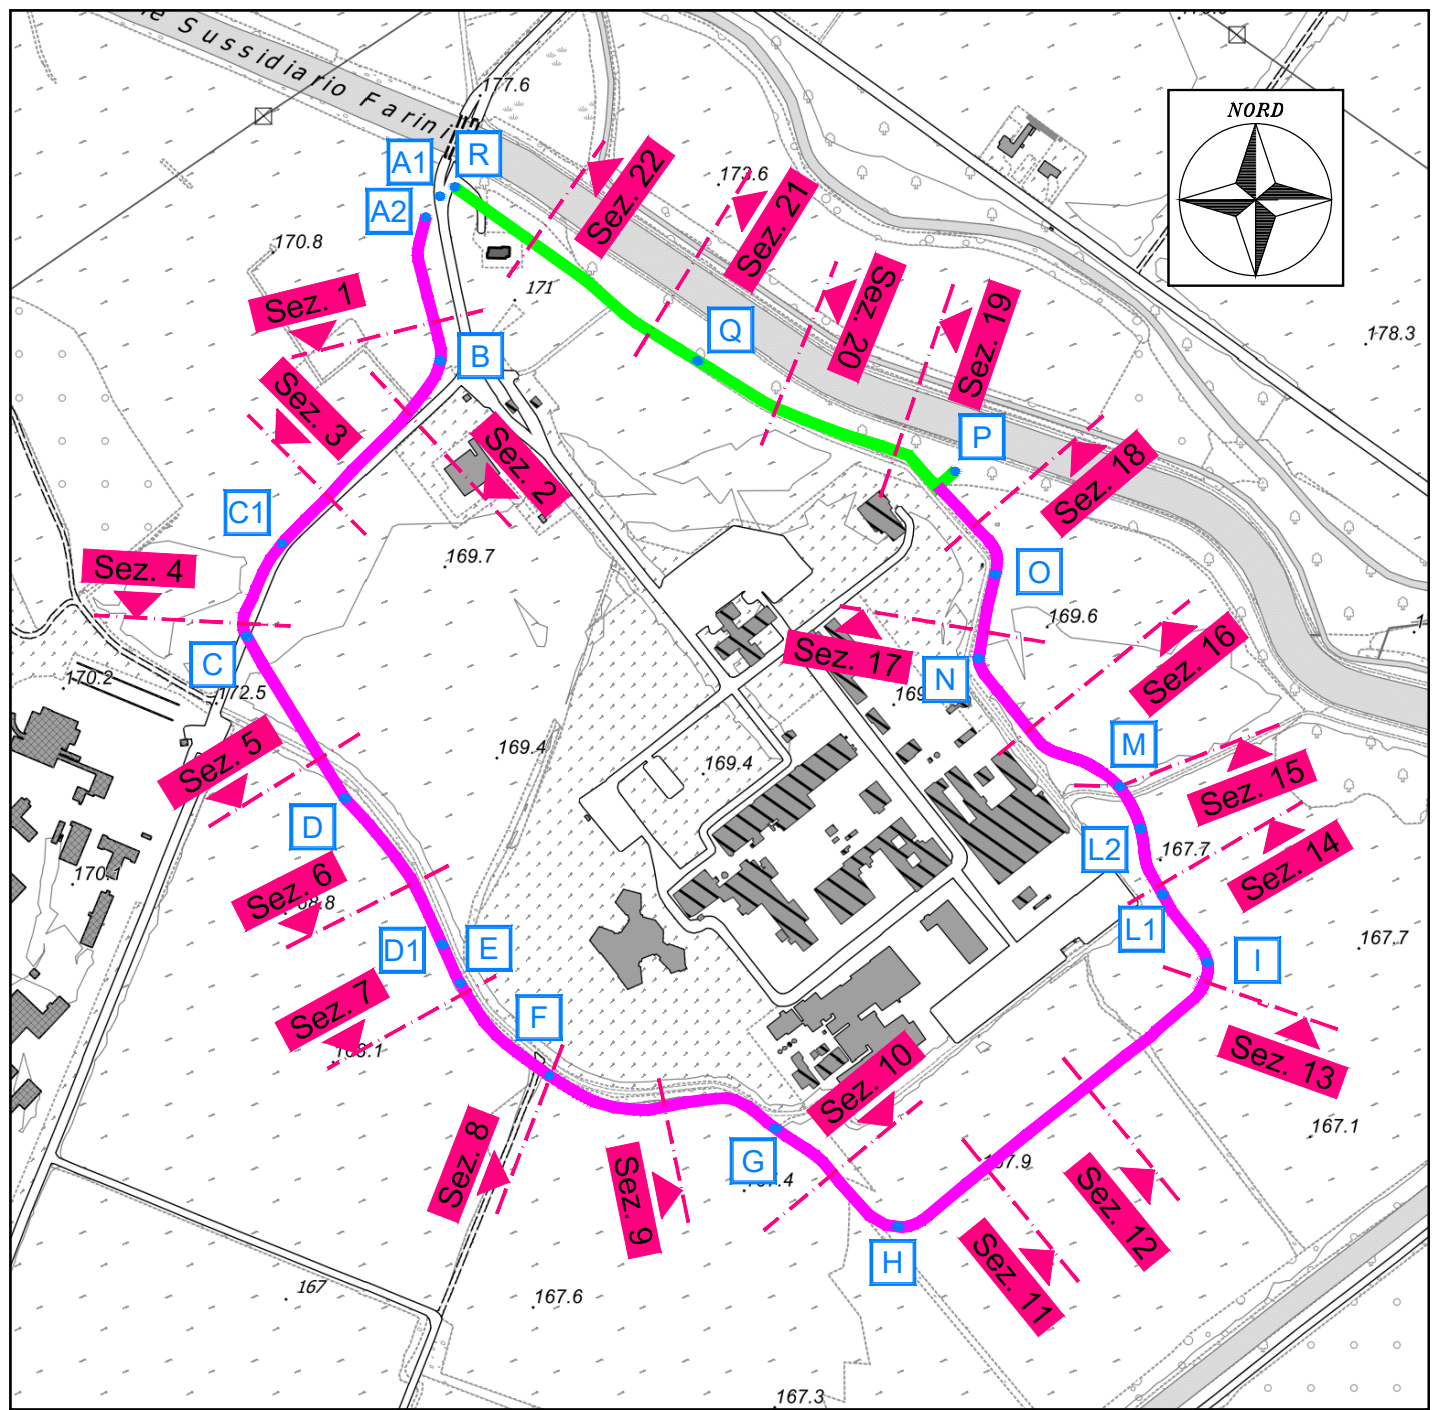 le Sussidiario Farini
177.6
NORD
A1
R
A2
Sez. 22
173.6
Sez. 21
170.8
171
Sez. 1
Sez. 20
Sez. 19
Q
178.3
B
Sez. 3
P
Sez. 2
Sez. 18
C1
169.7
Sez. 4
O
169.6
Sez. 17
Sez. 16
C
N
170.2
172.5
169
Sez. 5
169.4
169.4
M
Sez. 15
D
L2
167.7
Sez. 14
170.1
Sez. 6
D1
E
L1
I
167.7
Sez. 7
F
Sez. 10
Sez. 13
Sez. 8
167.1
G
167.9
Sez. 9
Sez. 12
H
Sez. 11
167
167.6
167.3